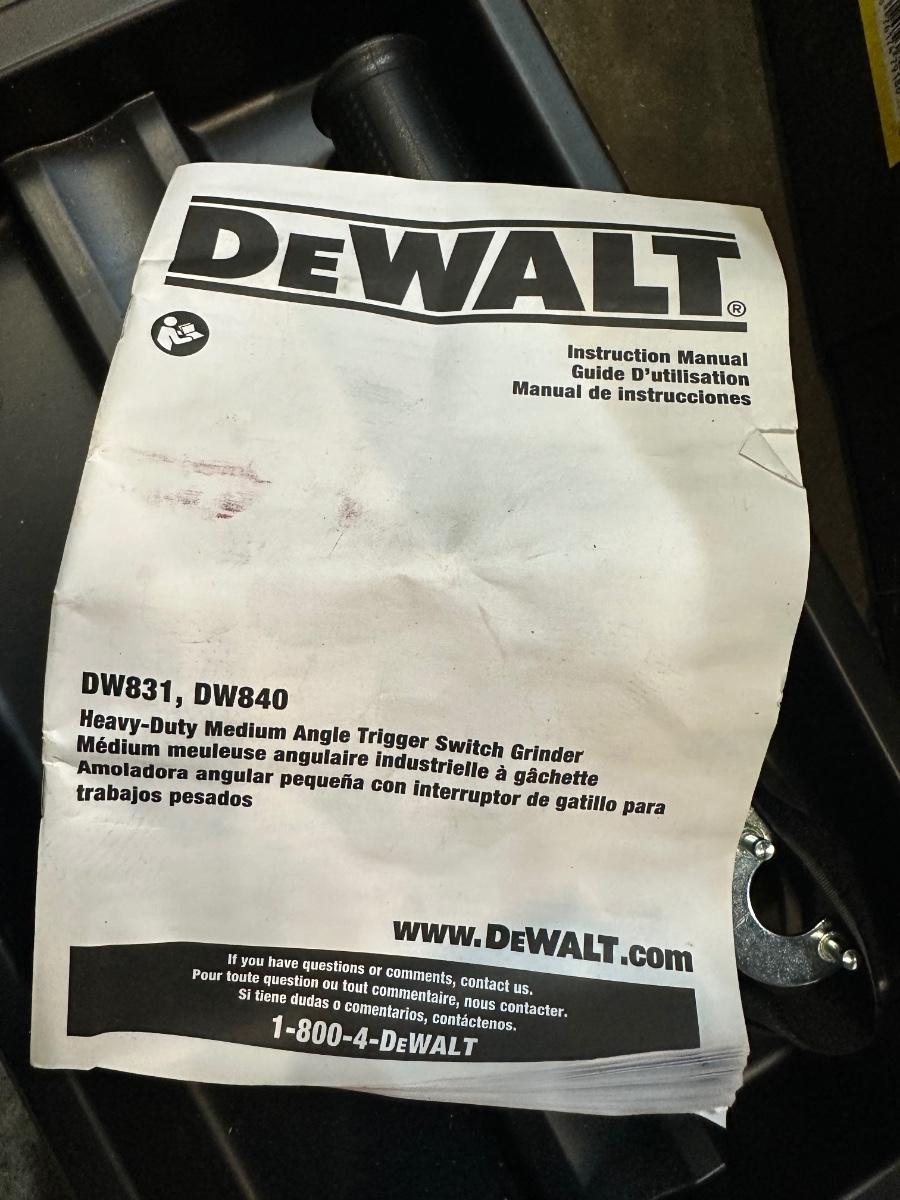 DEWALT®
Instruction Manual
Guide D'utilisation
Manual de instrucciones
DW831, DW840
Heavy-Duty Medium Angle Trigger Switch Grinder
Médium meuleuse angulaire industrielle à gâchette
Amoladora angular pequeña con interruptor de gatillo para
trabajos pesados
www.DEWALT.com
If you have questions or comments, contact us.
Pour toute question ou tout commentaire, nous contacter.
Si tiene dudas o comentarios, contáctenos.
1-800-4-DEWALT